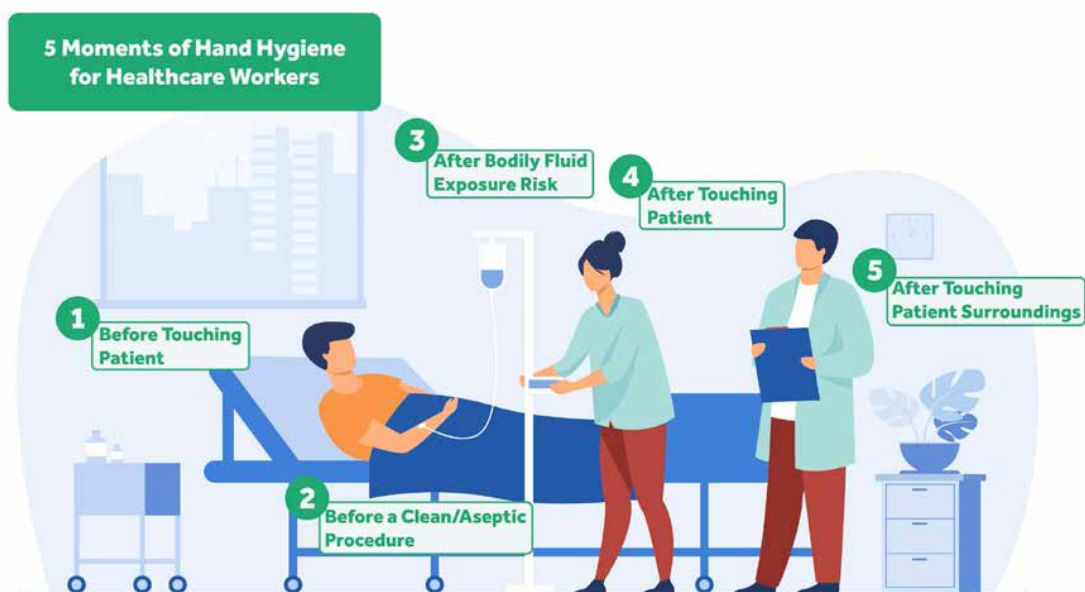 5 Moments of Hand Hygiene
for Healthcare Workers
1
Before Touching
Patient
2
Before a Clean/Aseptic
Procedure
3
After Bodily Fluid
Exposure Risk
4
After Touching
Patient
5
After Touching
Patient Surroundings